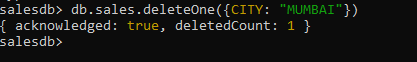 salesdb> db.sales.deleteOne({CITY: "MUMBAI"})
{ acknowledged: true, deletedCount: 1 }
salesdb>